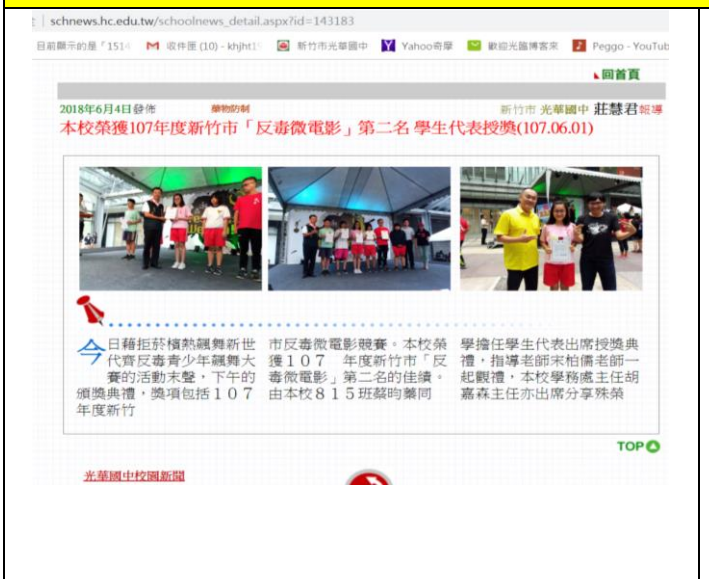 schnews.hc.edu.tw/schoolnews_detail.aspx?id=143183
目前顯示的是「1514
收件匣 (10) - khjht1
新竹市光華國中
Yahoo奇摩
歡迎光臨博客來
Peggo - YouTub
回首頁
2018年6月4日發佈 藥物防制 新竹市 光華國中 莊慧君報導
本校榮獲107年度新竹市「反毒微電影」第二名 學生代表授獎(107.06.01)
今日藉拒菸檳熱飆舞新世
代齊反毒青少年飆舞大
賽的活動末聲，下午的
頒獎典禮，獎項包括１０７
年度新竹
市反毒微電影競賽。本校榮
獲１０７ 年度新竹市「反
毒微電影」第二名的佳績。
由本校８１５班蔡昀蓁同
學擔任學生代表出席授獎典
禮，指導老師宋柏儒老師一
起觀禮，本校學務處主任胡
嘉森主任亦出席分享殊榮
TOP
光華國中校園新聞